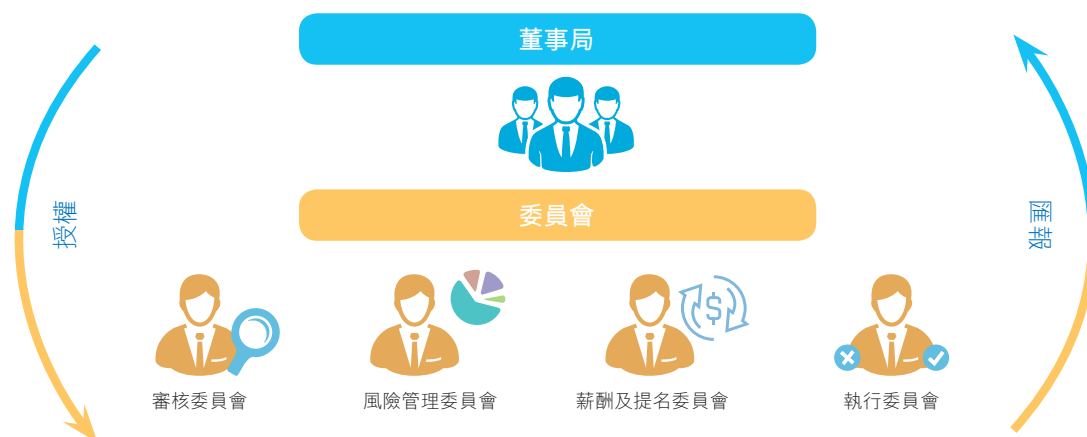 董事局
委員會
授權
匯報
審核委員會
風險管理委員會
薪酬及提名委員會
執行委員會